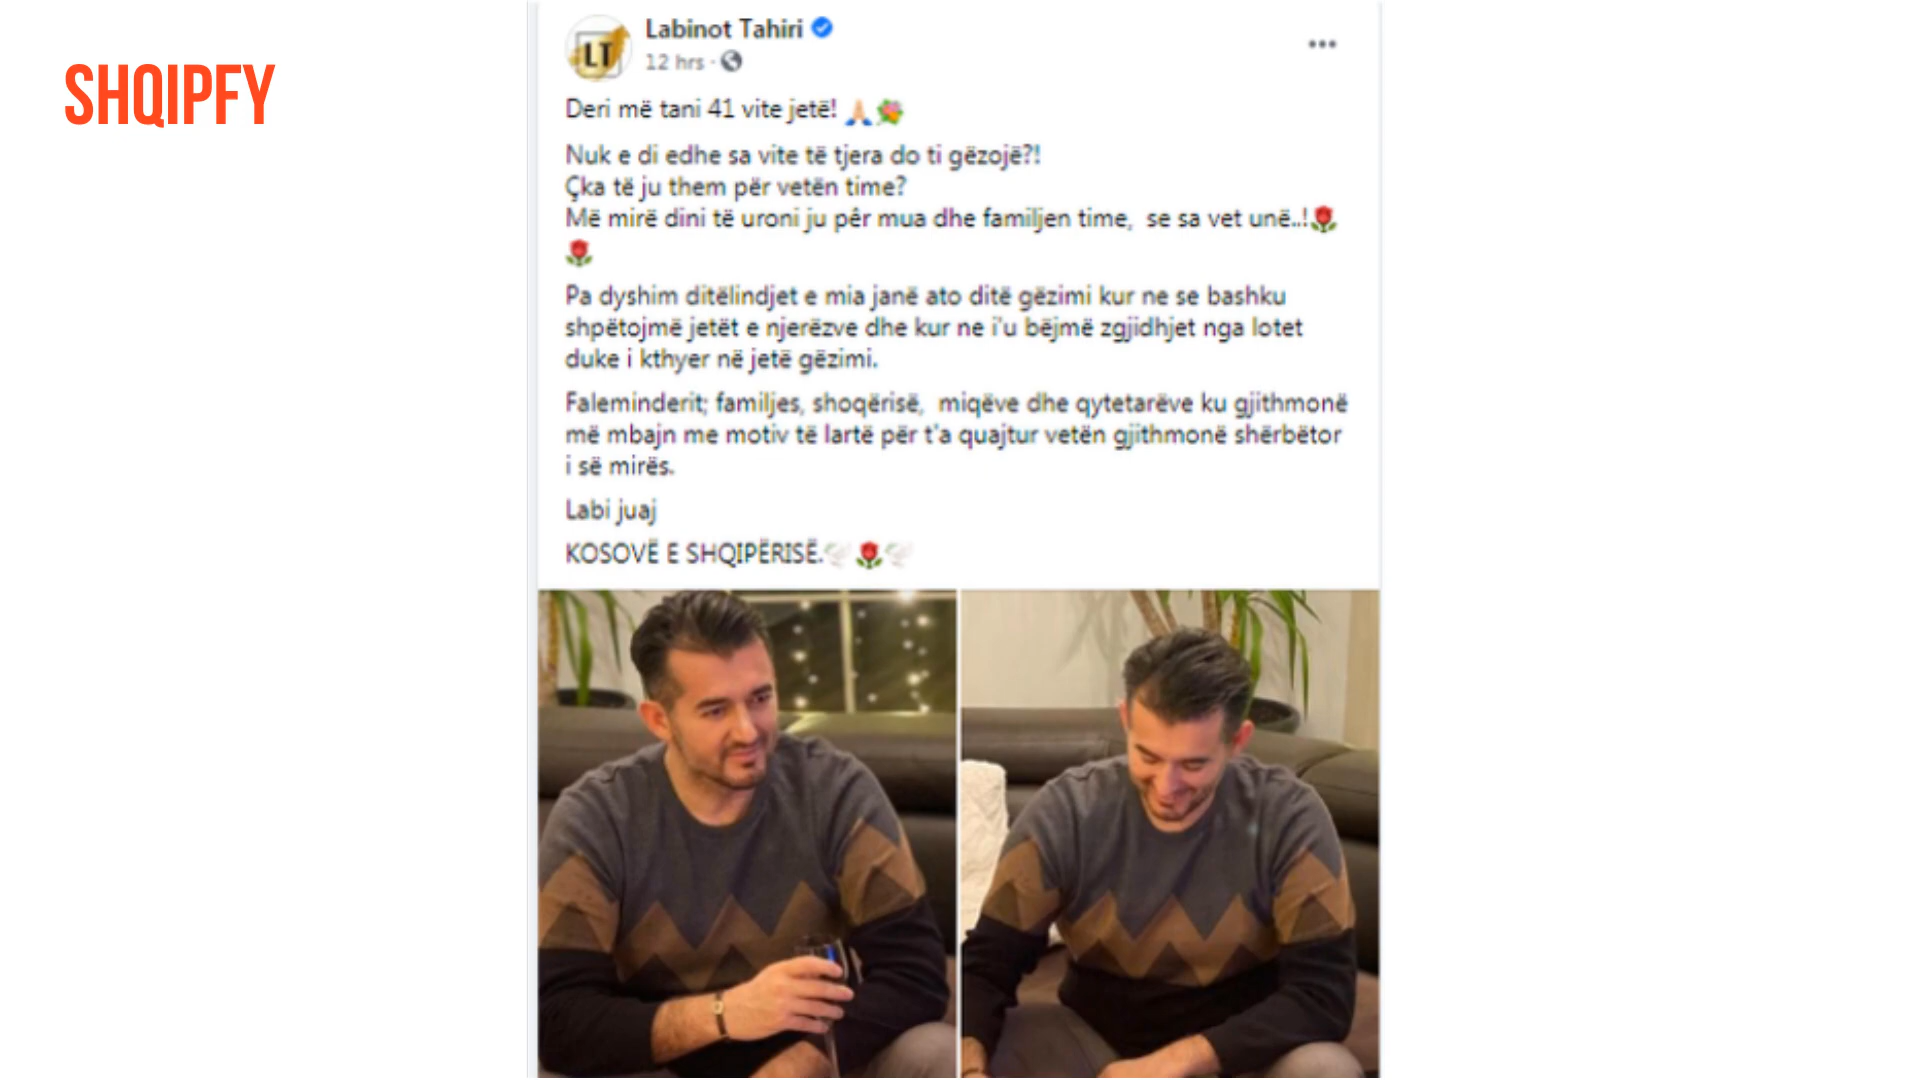 SHQIPFY
Labinot Tahiri
12 hrs ·
LT
Deri më tani 41 vite jetë! 🙏💐
Nuk e di edhe sa vite të tjera do ti gëzojë?!
Çka të ju them për vetën time?
Më mirë dini të uroni ju për mua dhe familjen time, se sa vet unë..!🌹
🌹
Pa dyshim ditëlindjet e mia janë ato ditë gëzimi kur ne se bashku
shpëtojmë jetët e njerëzve dhe kur ne i'u bëjmë zgjidhjet nga lotet
duke i kthyer në jetë gëzimi.
Faleminderit; familjes, shoqërisë, miqëve dhe qytetarëve ku gjithmonë
më mbajn me motiv të lartë për t'a quajtur vetën gjithmonë shërbëtor
i së mirës.
Labi juaj
KOSOVË E SHQIPËRISË.🕊🌹🕊